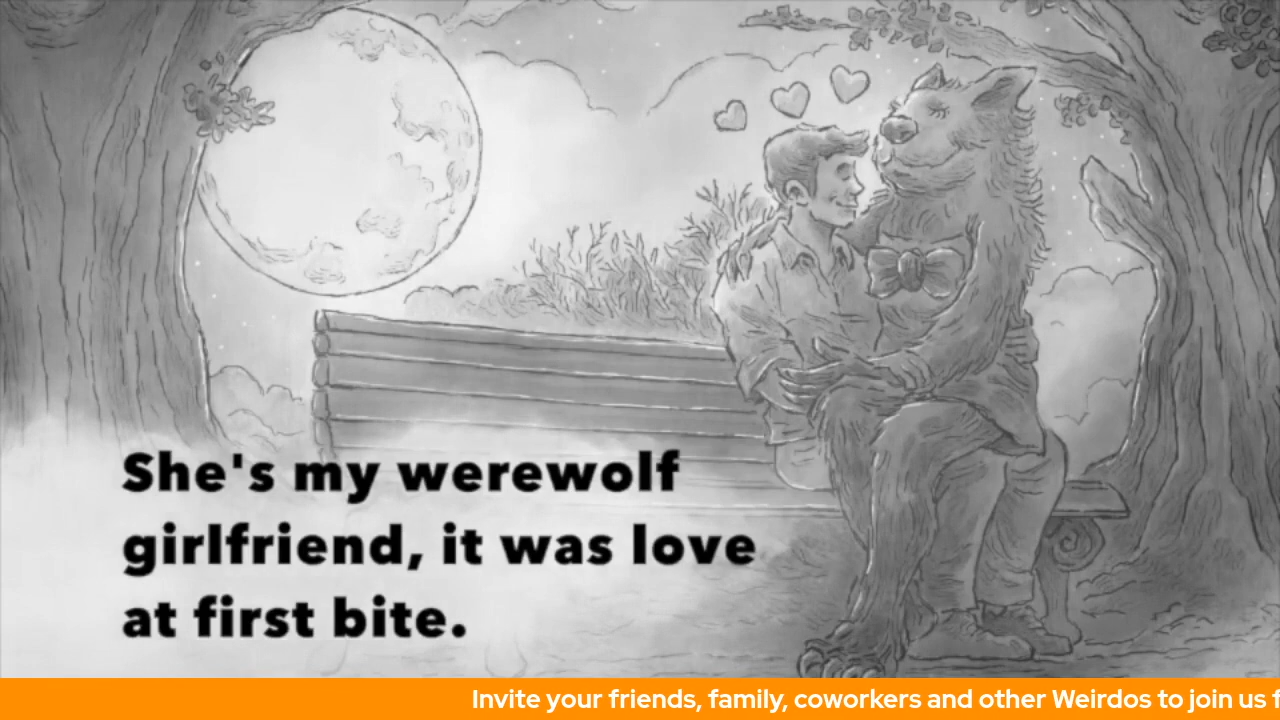 She's my werewolf
girlfriend, it was love
at first bite.
Invite your friends, family, coworkers and other Weirdos to join us